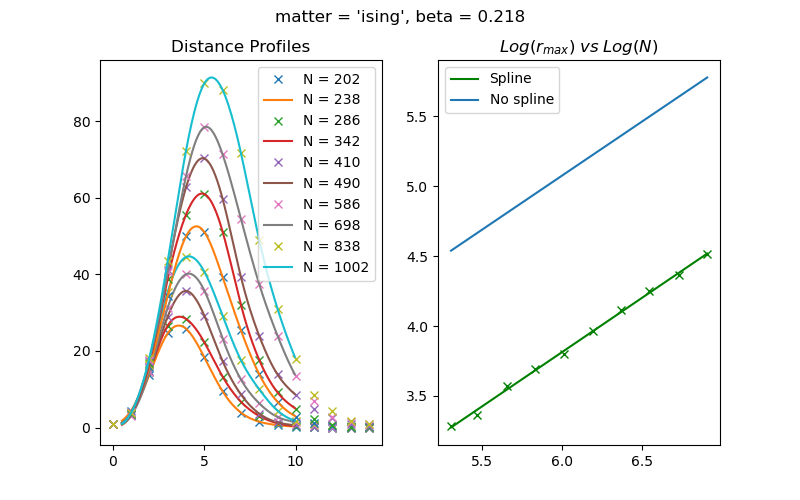 matter = 'ising', beta = 0.218
Distance Profiles
80
60
40
20
0
0 5 10
N = 202
N = 238
N = 286
N = 342
N = 410
N = 490
N = 586
N = 698
N = 838
N = 1002
Log(r_max) vs Log(N)
Spline
No spline
5.5
5.0
4.5
4.0
3.5
5.5 6.0 6.5